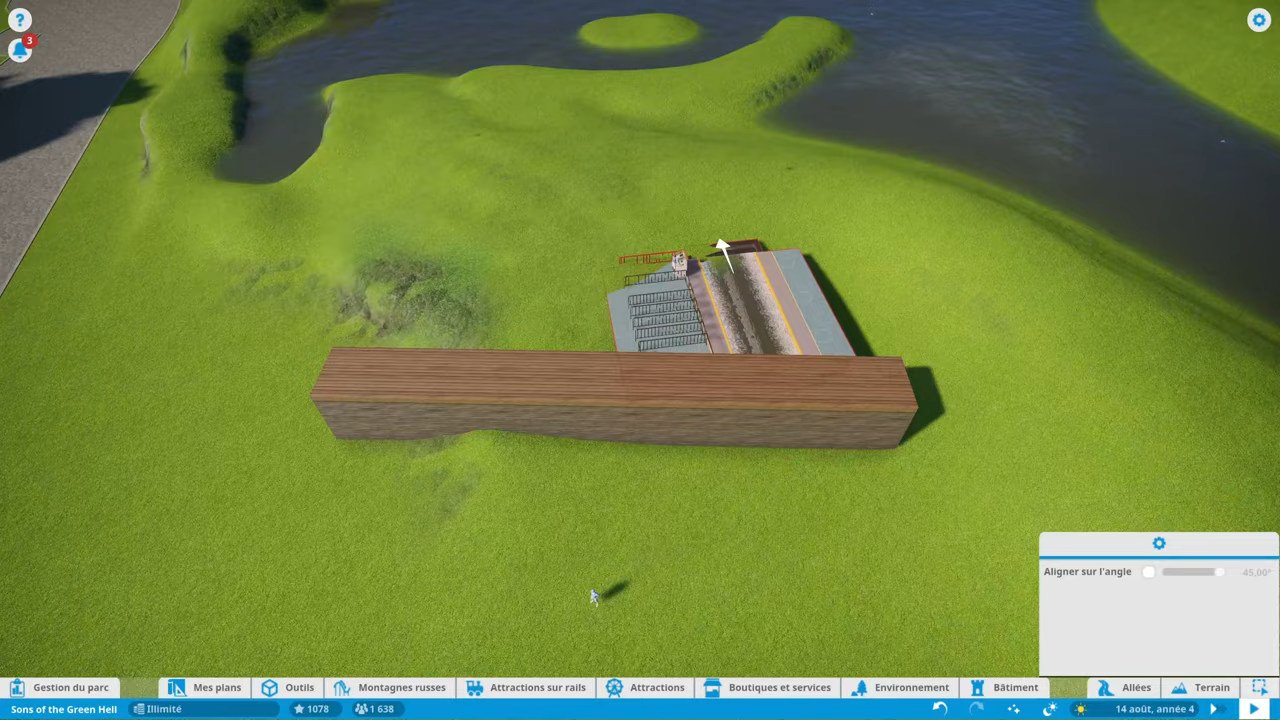 ?
3
Aligner sur l'angle 45,00°
Gestion du parc
Mes plans
Outils
Montagnes russes
Attractions sur rails
Attractions
Boutiques et services
Environnement
Bâtiment
Allées
Terrain
Sons of the Green Hell
Illimité
1078
1 638
14 août, année 4